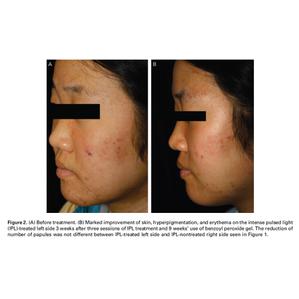 A
B
Figure 2. (A) Before treatment. (B) Marked improvement of skin, hyperpigmentation, and erythema on the intense pulsed light
(IPL)-treated left side 3 weeks after three sessions of IPL treatment and 9 weeks' use of benzoyl peroxide gel. The reduction of
number of papules was not different between IPL-treated left side and IPL-nontreated right side seen in Figure 1.